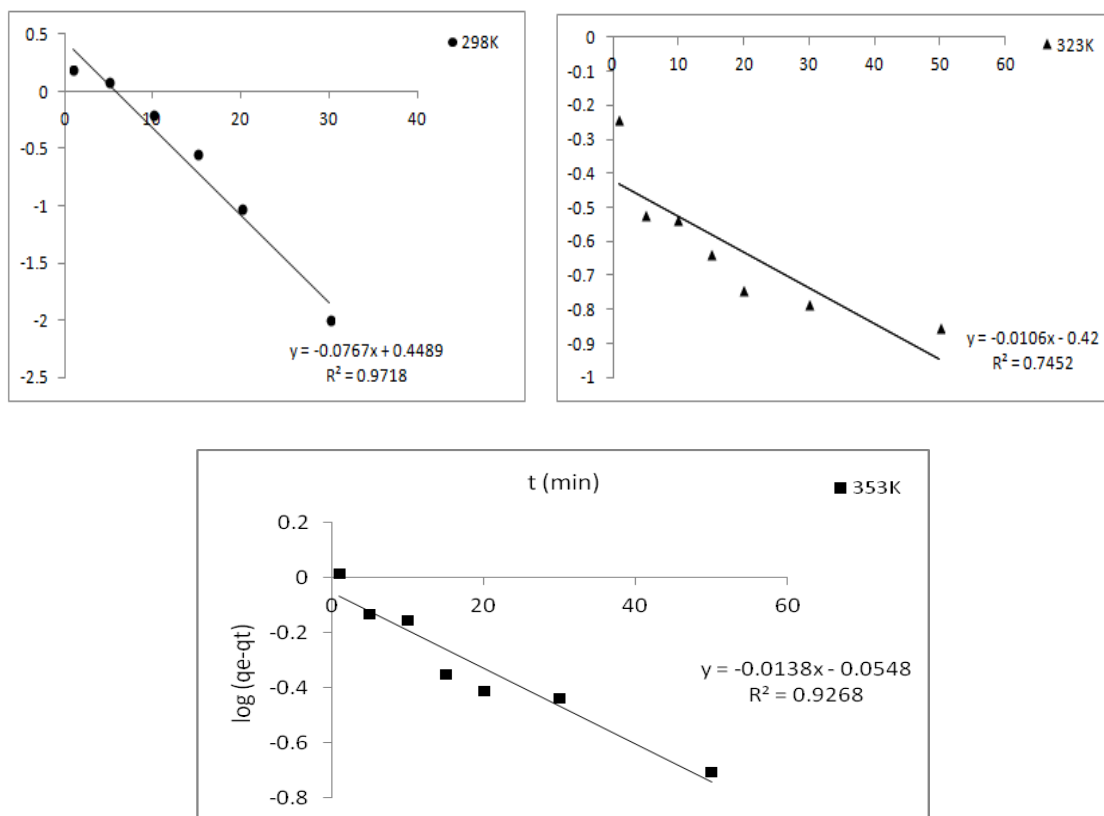 298K
0.5
0
-0.5
-1
-1.5
-2
-2.5
0 10 20 30 40
y = -0.0767x + 0.4489
R² = 0.9718
323K
0
-0.1
-0.2
-0.3
-0.4
-0.5
-0.6
-0.7
-0.8
-0.9
-1
0 10 20 30 40 50 60
y = -0.0106x - 0.42
R² = 0.7452
t (min)
353K
log (qe-qt)
0.2
0
-0.2
-0.4
-0.6
-0.8
0 20 40 60
y = -0.0138x - 0.0548
R² = 0.9268